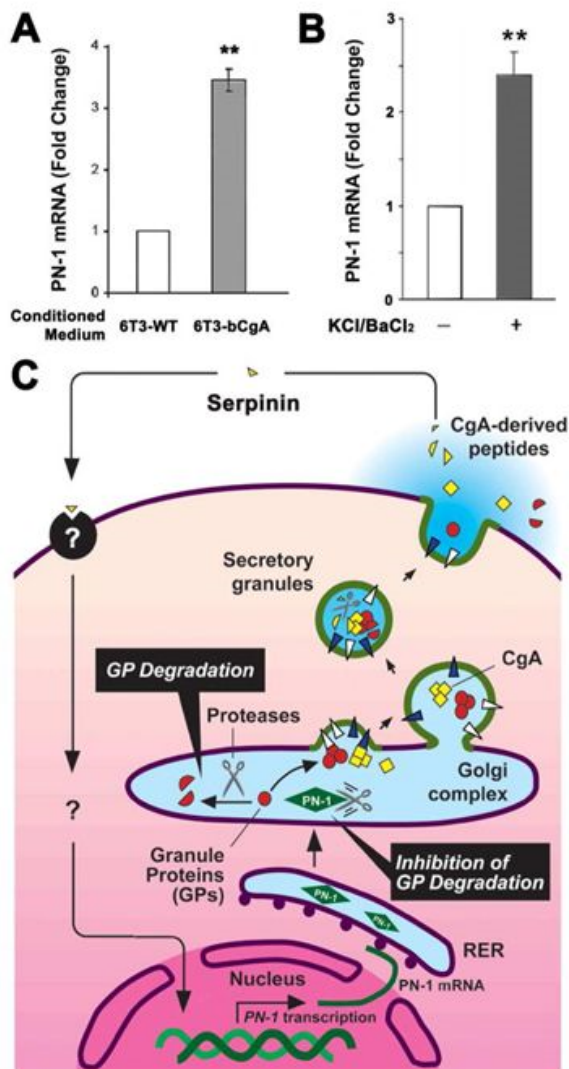 A
PN-1 mRNA (Fold Change)
4
3
2
1
0
**
Conditioned
Medium
6T3-WT
6T3-bCgA
B
PN-1 mRNA (Fold Change)
3
2
1
0
**
KCl/BaCl₂
–
+
C
Serpinin
CgA-derived
peptides
?
Secretory
granules
GP Degradation
CgA
Proteases
Golgi
complex
?
PN-1
Granule
Proteins
(GPs)
Inhibition of
GP Degradation
PN-1
PN-1
RER
Nucleus
PN-1 mRNA
PN-1 transcription